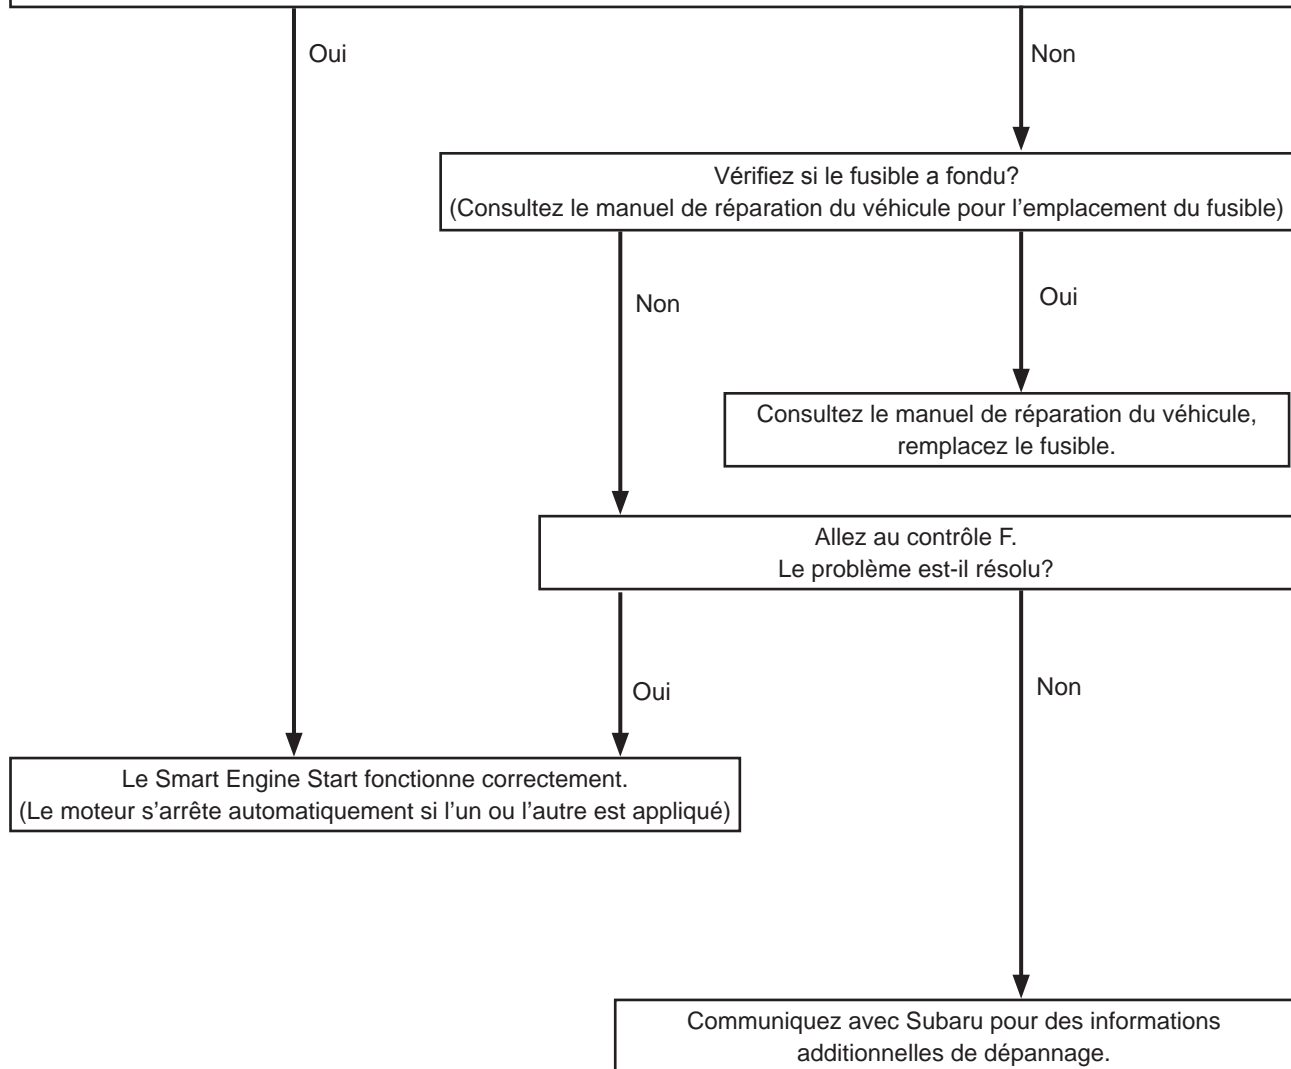 Oui
Non
Vérifiez si le fusible a fondu?
(Consultez le manuel de réparation du véhicule pour l'emplacement du fusible)
Non
Oui
Consultez le manuel de réparation du véhicule,
remplacez le fusible.
Allez au contrôle F.
Le problème est-il résolu?
Oui
Non
Le Smart Engine Start fonctionne correctement.
(Le moteur s'arrête automatiquement si l'un ou l'autre est appliqué)
Communiquez avec Subaru pour des informations
additionnelles de dépannage.